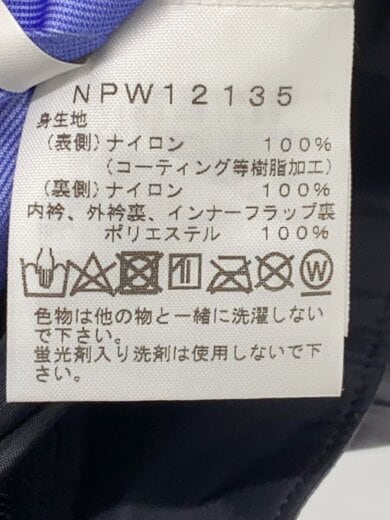 NPW12135
身生地
(表側)ナイロン 100%
(コーティング等樹脂加工)
(裏側)ナイロン 100%
内衿、外衿裏、インナーフラップ裏
ポリエステル 100%
W
色物は他の物と一緒に洗濯しない
で下さい。
蛍光剤入り洗剤は使用しないで下
さい。